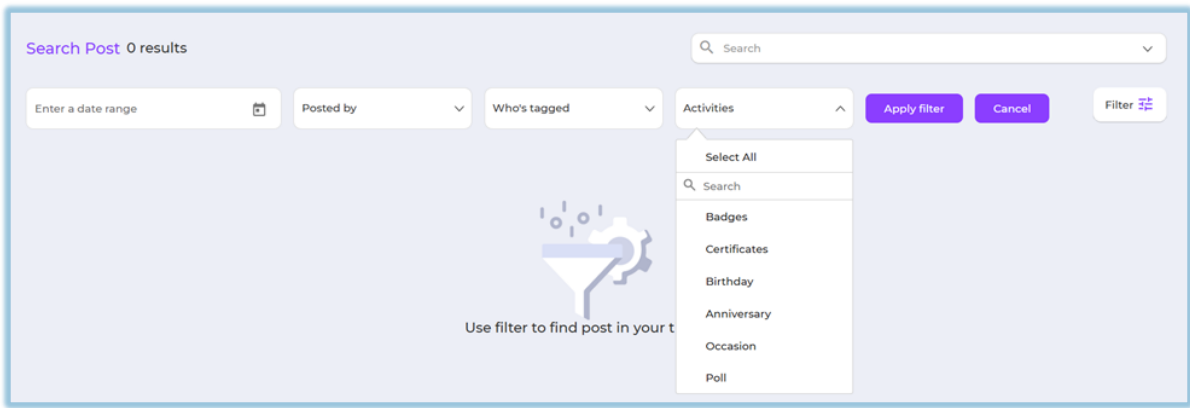 Search Post 0 results
Search
Enter a date range
Posted by
Who's tagged
Activities
Apply filter
Cancel
Filter
Select All
Search
Badges
Certificates
Birthday
Anniversary
Occasion
Poll
Use filter to find post in your t